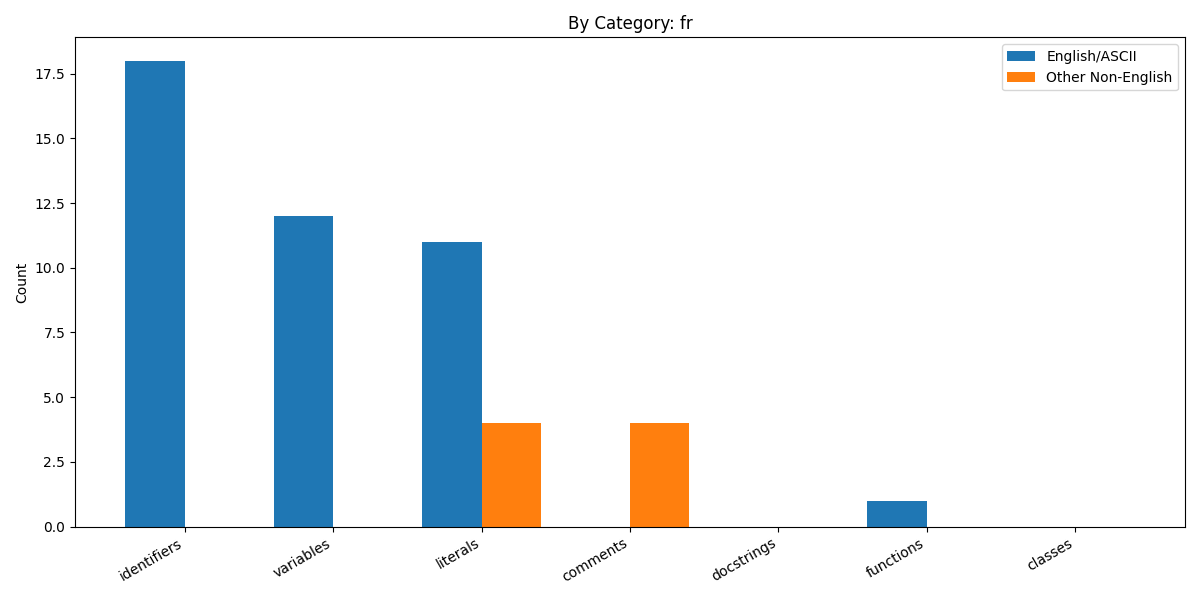 By Category: fr
English/ASCII
Other Non-English
Count
17.5
15.0
12.5
10.0
7.5
5.0
2.5
0.0
identifiers
variables
literals
comments
docstrings
functions
classes